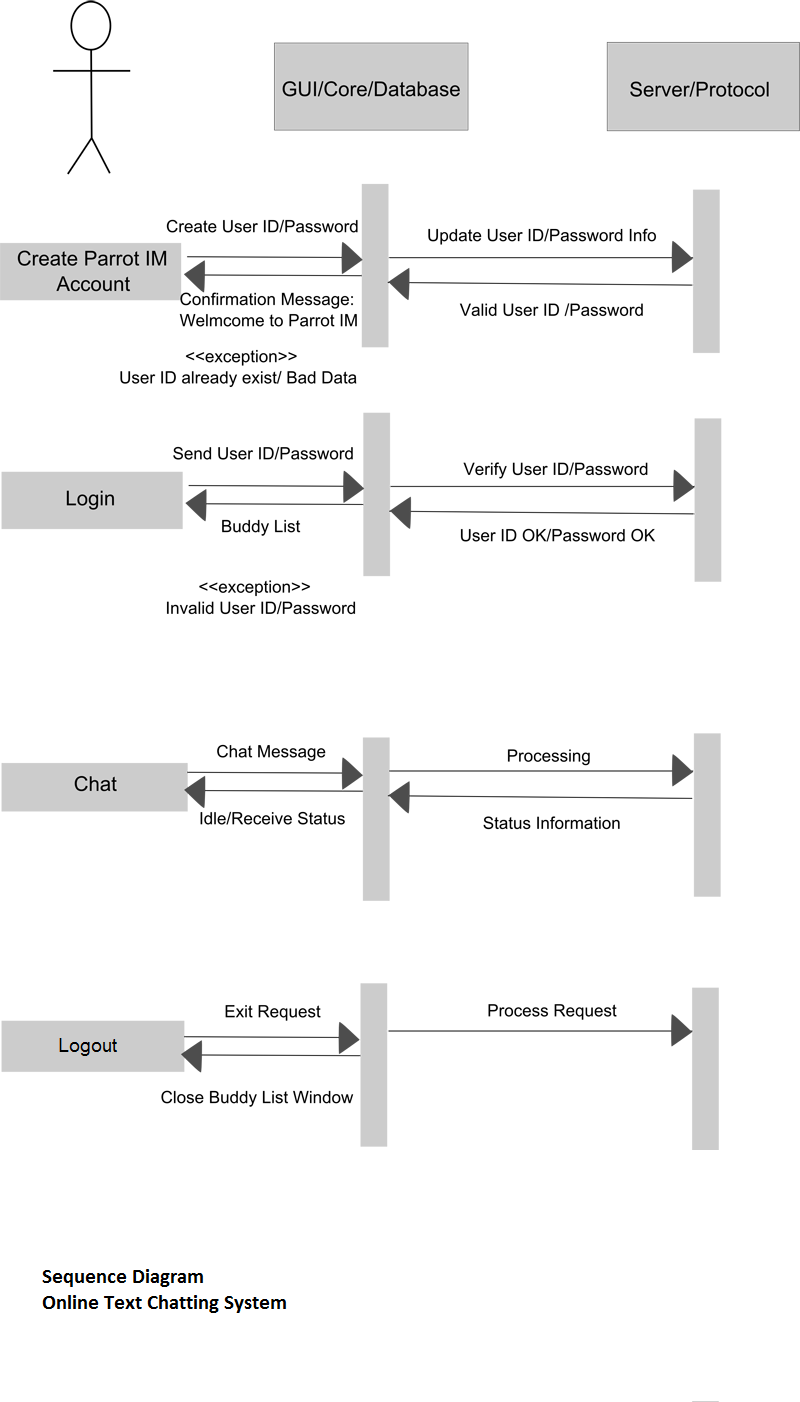 GUI/Core/Database
Server/Protocol
Create User ID/Password
Update User ID/Password Info
Create Parrot IM
Account
Confirmation Message:
Welmcome to Parrot IM
Valid User ID /Password
<<exception>>
User ID already exist/ Bad Data
Send User ID/Password
Verify User ID/Password
Login
Buddy List
User ID OK/Password OK
<<exception>>
Invalid User ID/Password
Chat Message
Processing
Chat
Idle/Receive Status
Status Information
Exit Request
Process Request
Logout
Close Buddy List Window
Sequence Diagram
Online Text Chatting System